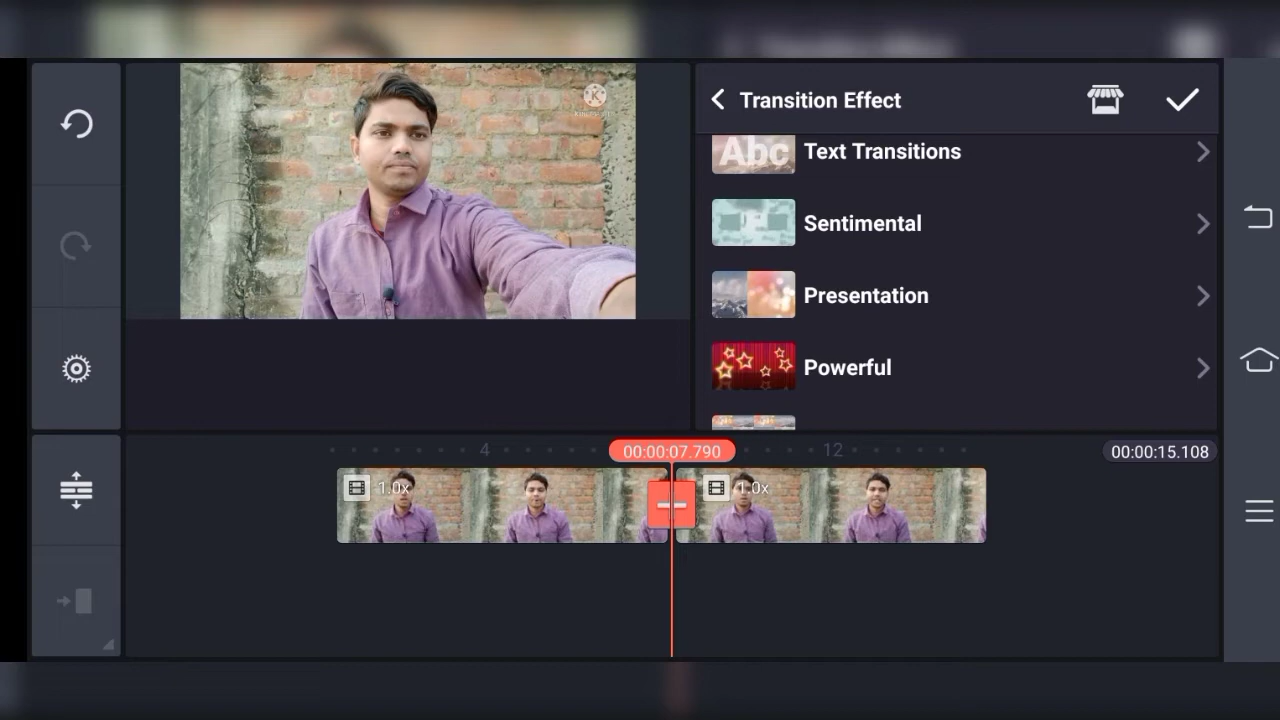 Transition Effect
Abc
Text Transitions
Sentimental
Presentation
Powerful
4
00:00:07.790
12
00:00:15.108
1.0x
1.0x